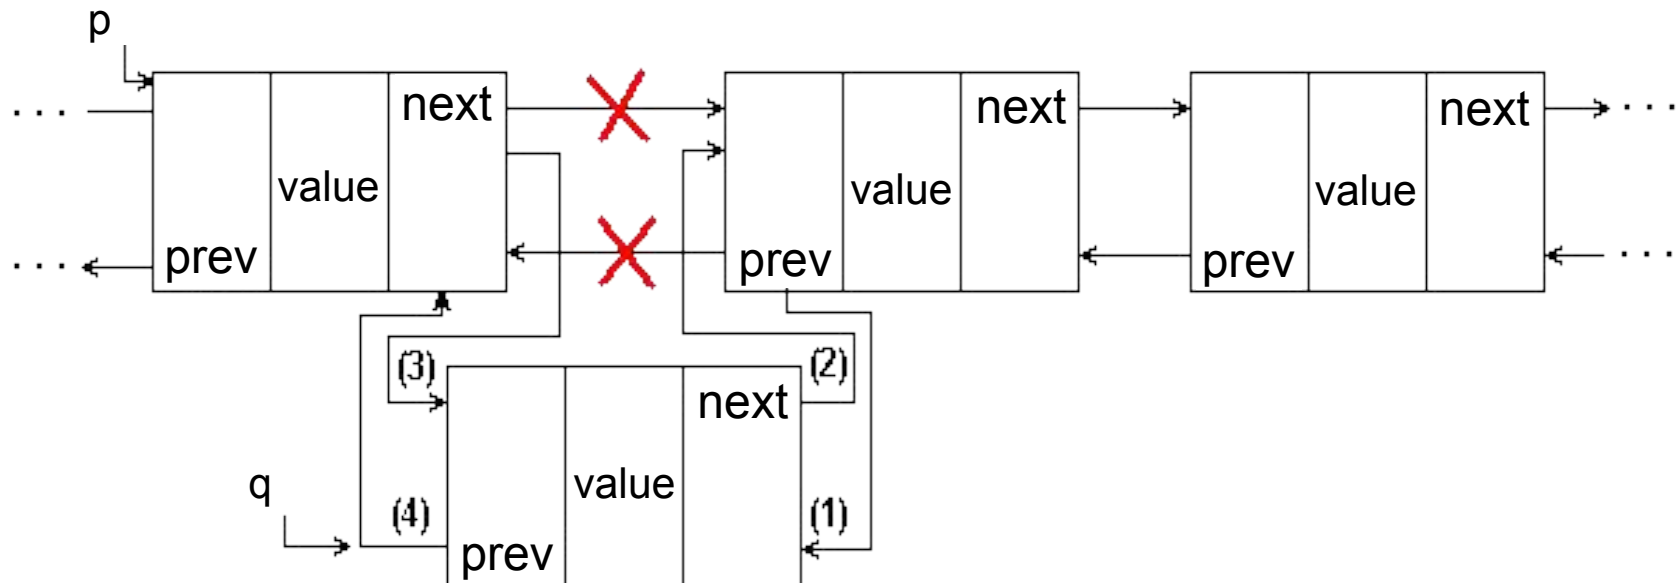 p
... next next next ...
value value value
... prev prev prev ...
(3) (2)
next
q value
(4) (1)
prev